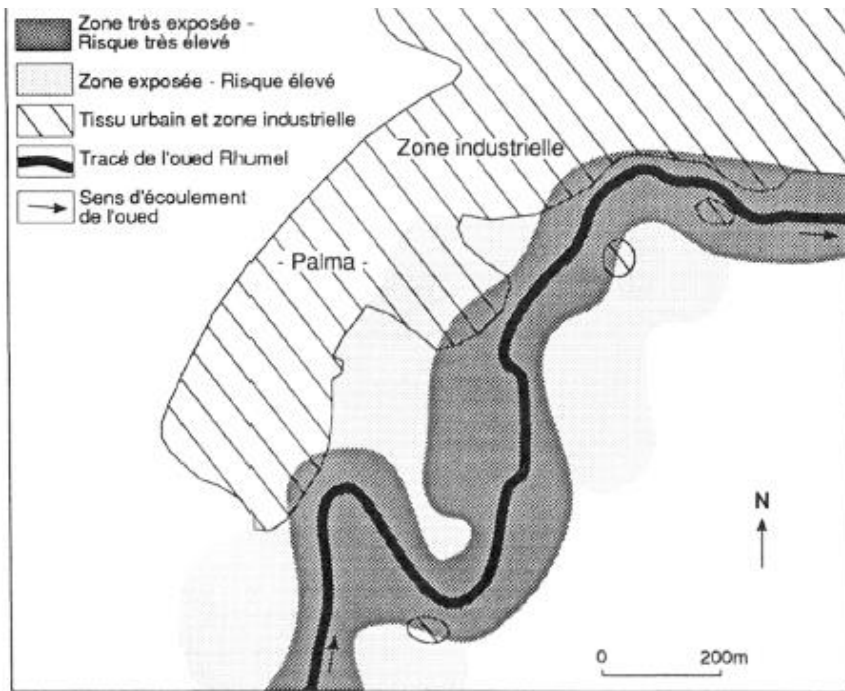 Zone très exposée -
Risque très élevé
Zone exposée - Risque élevé
Tissu urbain et zone industrielle
Tracé de l'oued Rhumel
Sens d'écoulement
de l'oued
Zone industrielle
- Palma -
N
0 200m